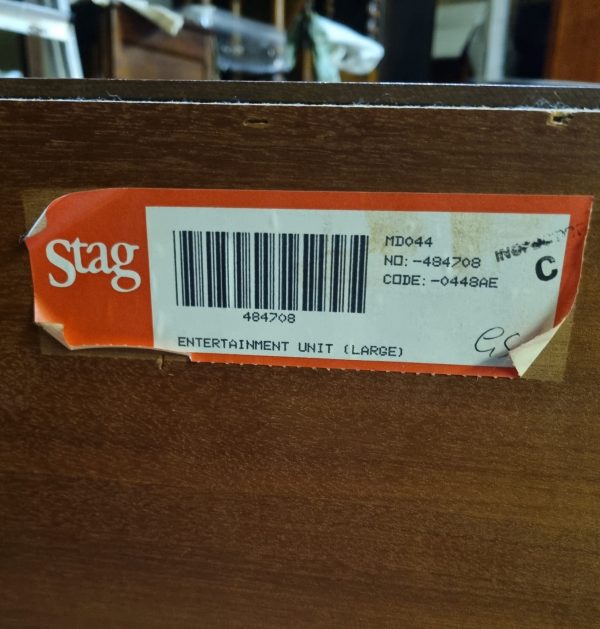 Stag
MD044
NO:-484708
CODE:-0448AE
C
484708
ENTERTAINMENT UNIT (LARGE)